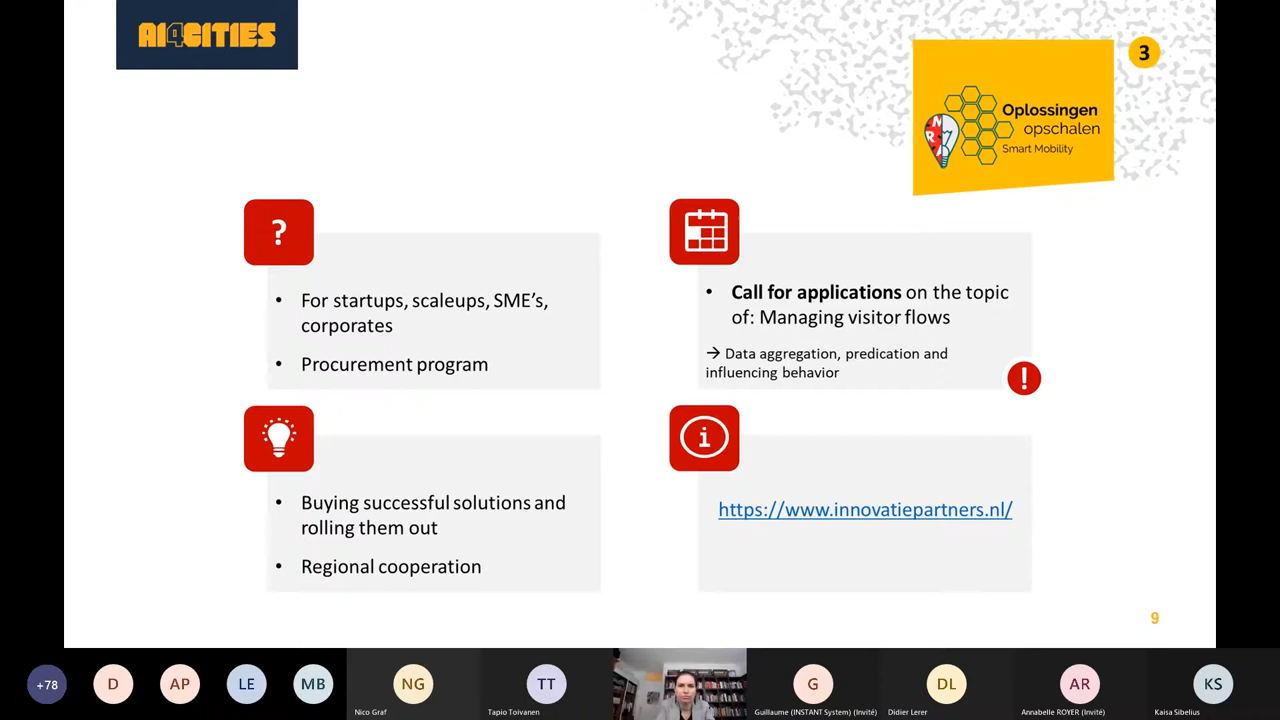 AI4CITIES
3
Oplossingen
opschalen
Smart Mobility
?
• For startups, scaleups, SME's,
corporates
• Procurement program
• Call for applications on the topic
of: Managing visitor flows
→ Data aggregation, predication and
influencing behavior
!
• Buying successful solutions and
rolling them out
• Regional cooperation
i
https://www.innovatiepartners.nl/
9
+78
D
AP
LE
MB
NG
Nico Graf
TT
Tapio Toivanen
G
Guillaume (INSTANT System) (Invité)
DL
Didier Lerer
AR
Annabelle ROYER (Invité)
KS
Kaisa Sibelius